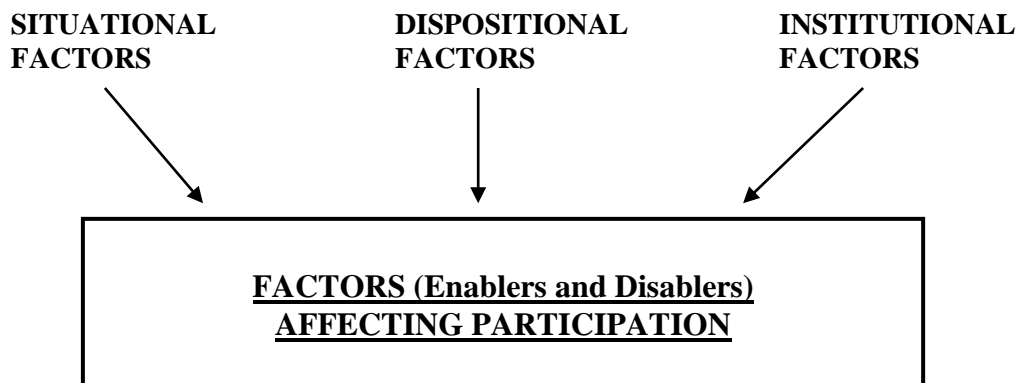 SITUATIONAL
FACTORS
DISPOSITIONAL
FACTORS
INSTITUTIONAL
FACTORS
FACTORS (Enablers and Disablers)
AFFECTING PARTICIPATION